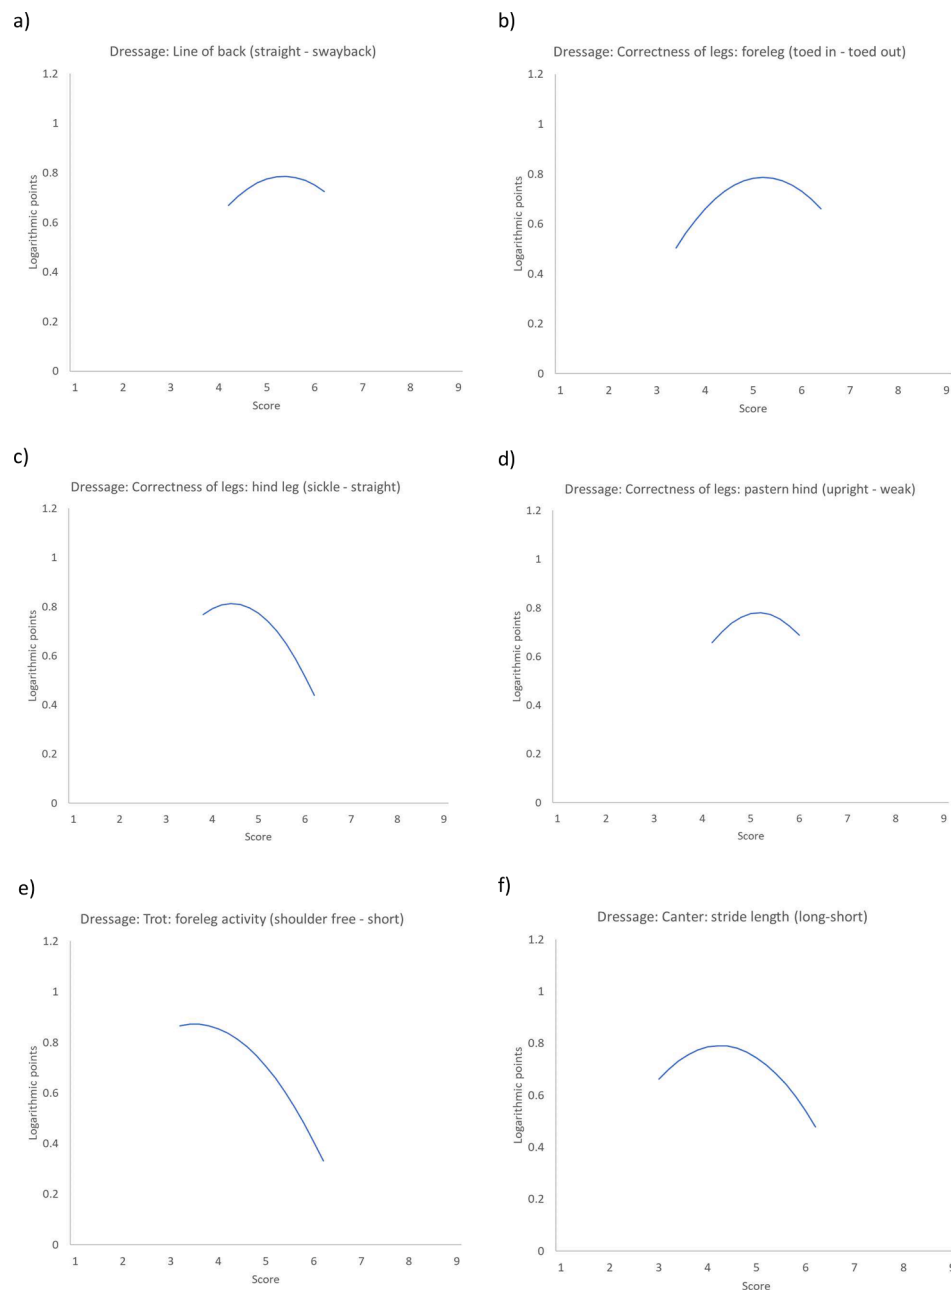 a)
Dressage: Line of back (straight - swayback)
1.2
1
0.8
0.6
0.4
0.2
0
Logarithmic points
1 2 3 4 5 6 7 8 9
Score
b)
Dressage: Correctness of legs: foreleg (toed in - toed out)
1.2
1
0.8
0.6
0.4
0.2
0
Logarithmic points
1 2 3 4 5 6 7 8 9
Score
c)
Dressage: Correctness of legs: hind leg (sickle - straight)
1.2
1
0.8
0.6
0.4
0.2
0
Logarithmic points
1 2 3 4 5 6 7 8 9
Score
d)
Dressage: Correctness of legs: pastern hind (upright - weak)
1.2
1
0.8
0.6
0.4
0.2
0
Logarithmic points
1 2 3 4 5 6 7 8 9
Score
e)
Dressage: Trot: foreleg activity (shoulder free - short)
1.2
1
0.8
0.6
0.4
0.2
0
Logarithmic points
1 2 3 4 5 6 7 8 9
Score
f)
Dressage: Canter: stride length (long-short)
1.2
1
0.8
0.6
0.4
0.2
0
Logarithmic points
1 2 3 4 5 6 7 8 9
Score